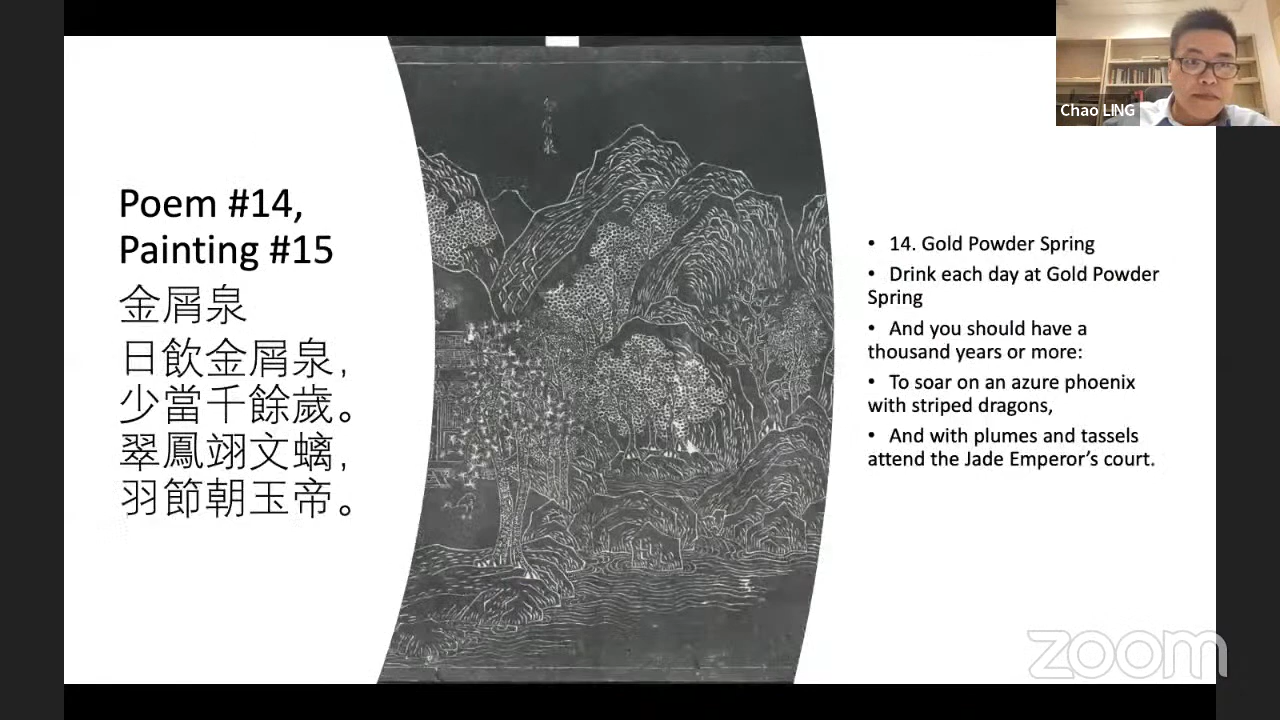 Poem #14,
Painting #15
金屑泉
日飲金屑泉,
少當千餘歲。
翠鳳翊文螭,
羽節朝玉帝。
金屑泉
• 14. Gold Powder Spring
• Drink each day at Gold Powder
Spring
• And you should have a
thousand years or more:
• To soar on an azure phoenix
with striped dragons,
• And with plumes and tassels
attend the Jade Emperor’s court.
Chao LING
zoom